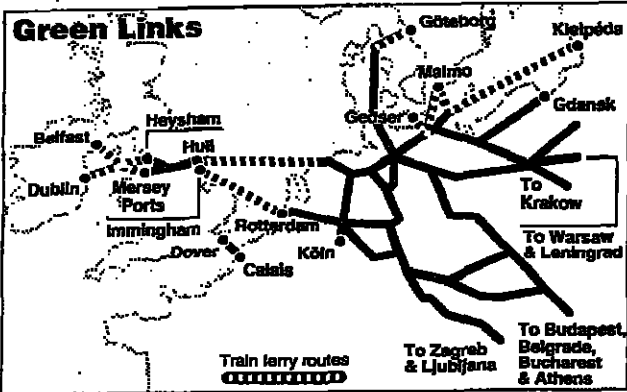 Green Links
Göteborg
Klaipéda
Malmo
Gedser
Gdansk
Heysham
Belfast
Hull
Dublin
Mersey
Ports
Immingham
Rotterdam
Dover
Calais
Köln
To
Krakow
To Warsaw
& Leningrad
To Zagreb
& Ljubljana
To Budapest,
Belgrade,
Bucharest
& Athens
Train ferry routes